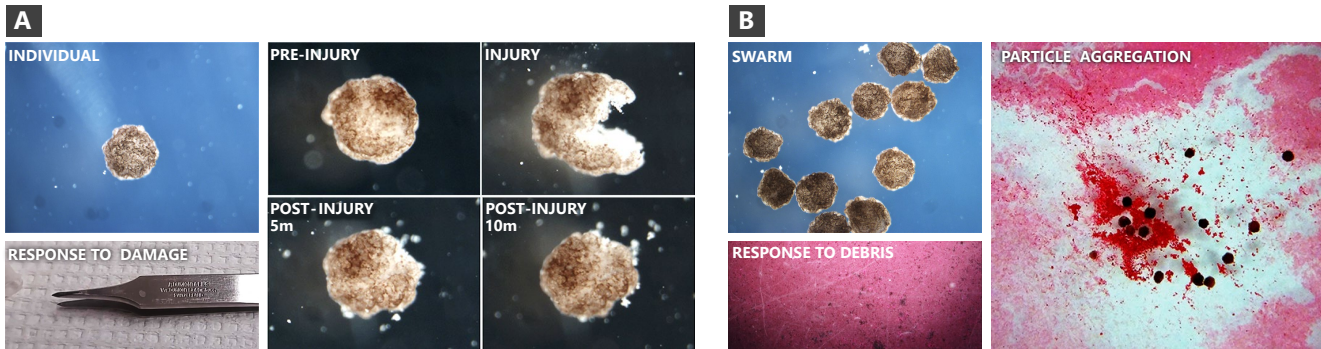 A
INDIVIDUAL
PRE-INJURY
INJURY
POST-INJURY
5m
POST-INJURY
10m
RESPONSE TO DAMAGE
B
SWARM
PARTICLE AGGREGATION
RESPONSE TO DEBRIS